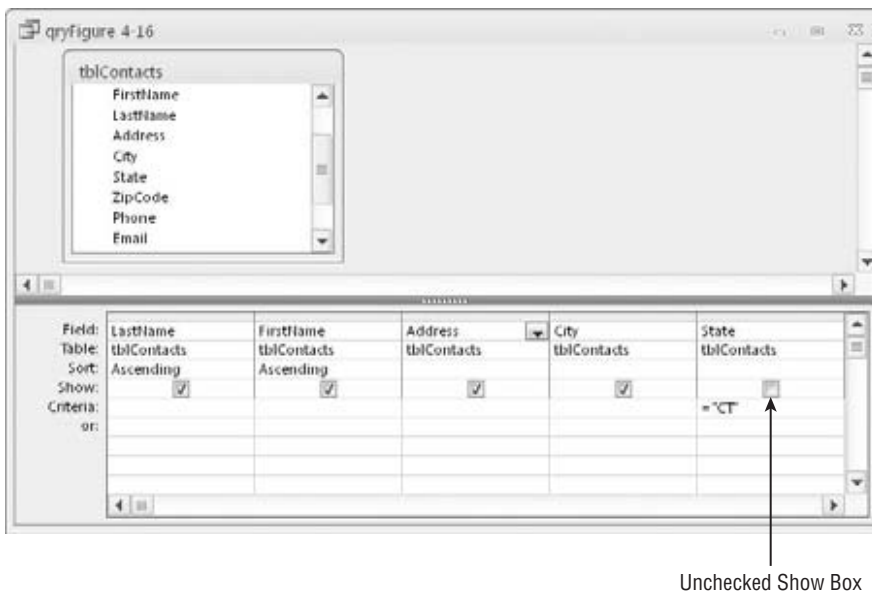 qryFigure 4-16
tblContacts
FirstName
LastName
Address
City
State
ZipCode
Phone
Email
Field: LastName FirstName Address City State
Table: tblContacts tblContacts tblContacts tblContacts tblContacts
Sort: Ascending Ascending
Show:
Criteria: ="CT"
or:
Unchecked Show Box